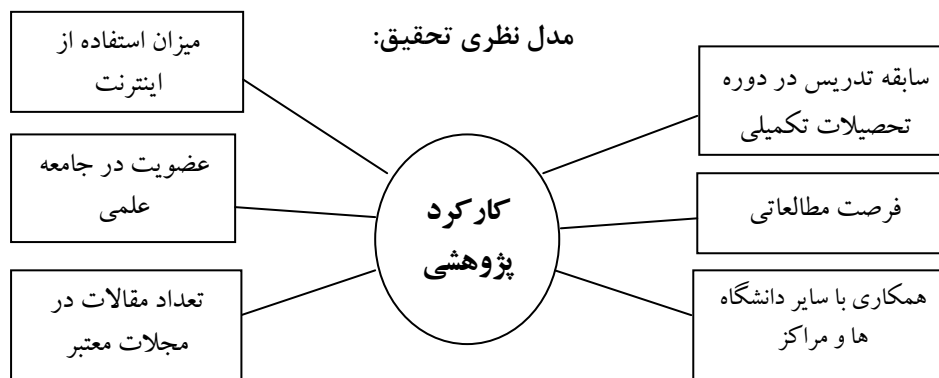 مدل نظری تحقیق:
سابقه تدریس در دوره
تحصیلات تکمیلی
فرصت مطالعاتی
همکاری با سایر دانشگاه
ها و مراکز
کارکرد
پژوهشی
میزان استفاده از
اینترنت
عضویت در جامعه
علمی
تعداد مقالات در
مجلات معتبر